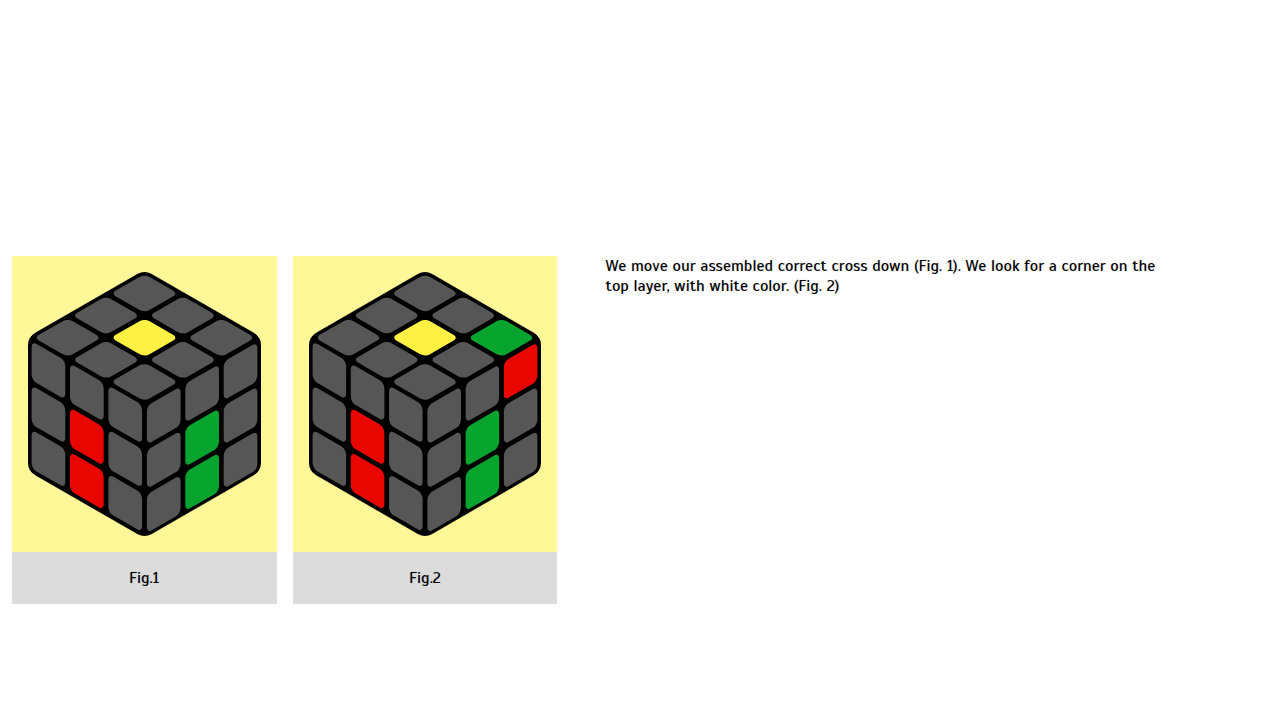 We move our assembled correct cross down (Fig. 1). We look for a corner on the
top layer, with white color. (Fig. 2)
Fig.1
Fig.2